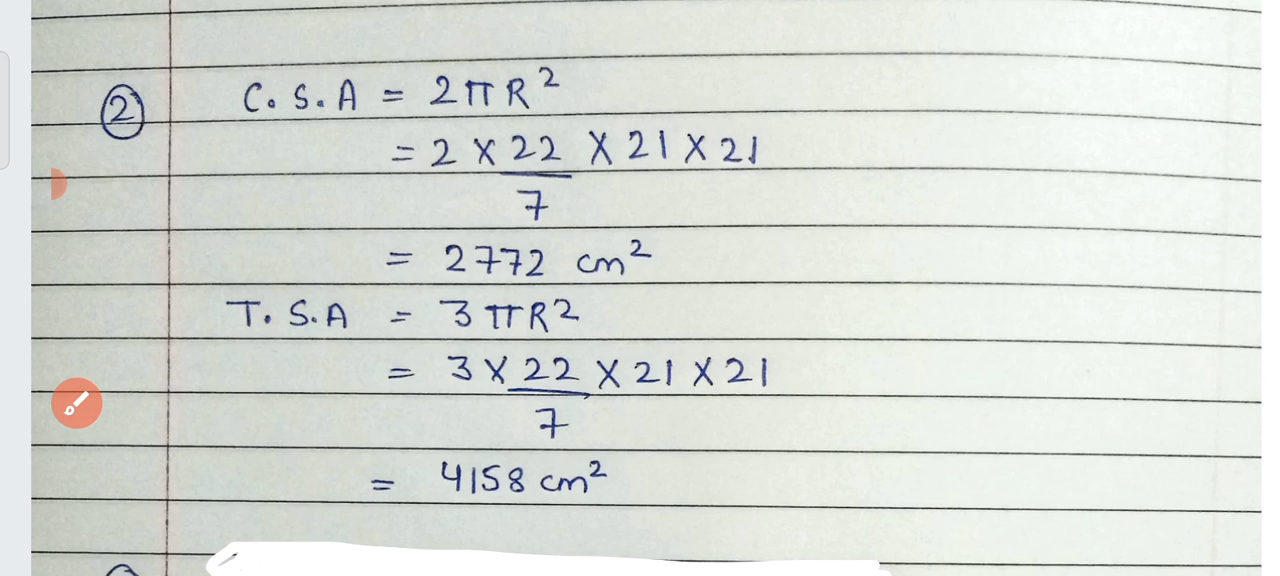 ② C.S.A = 2πR²
= 2 × 22/7 × 21 × 21
= 2772 cm²
T.S.A = 3πR²
= 3 × 22/7 × 21 × 21
= 4158 cm²